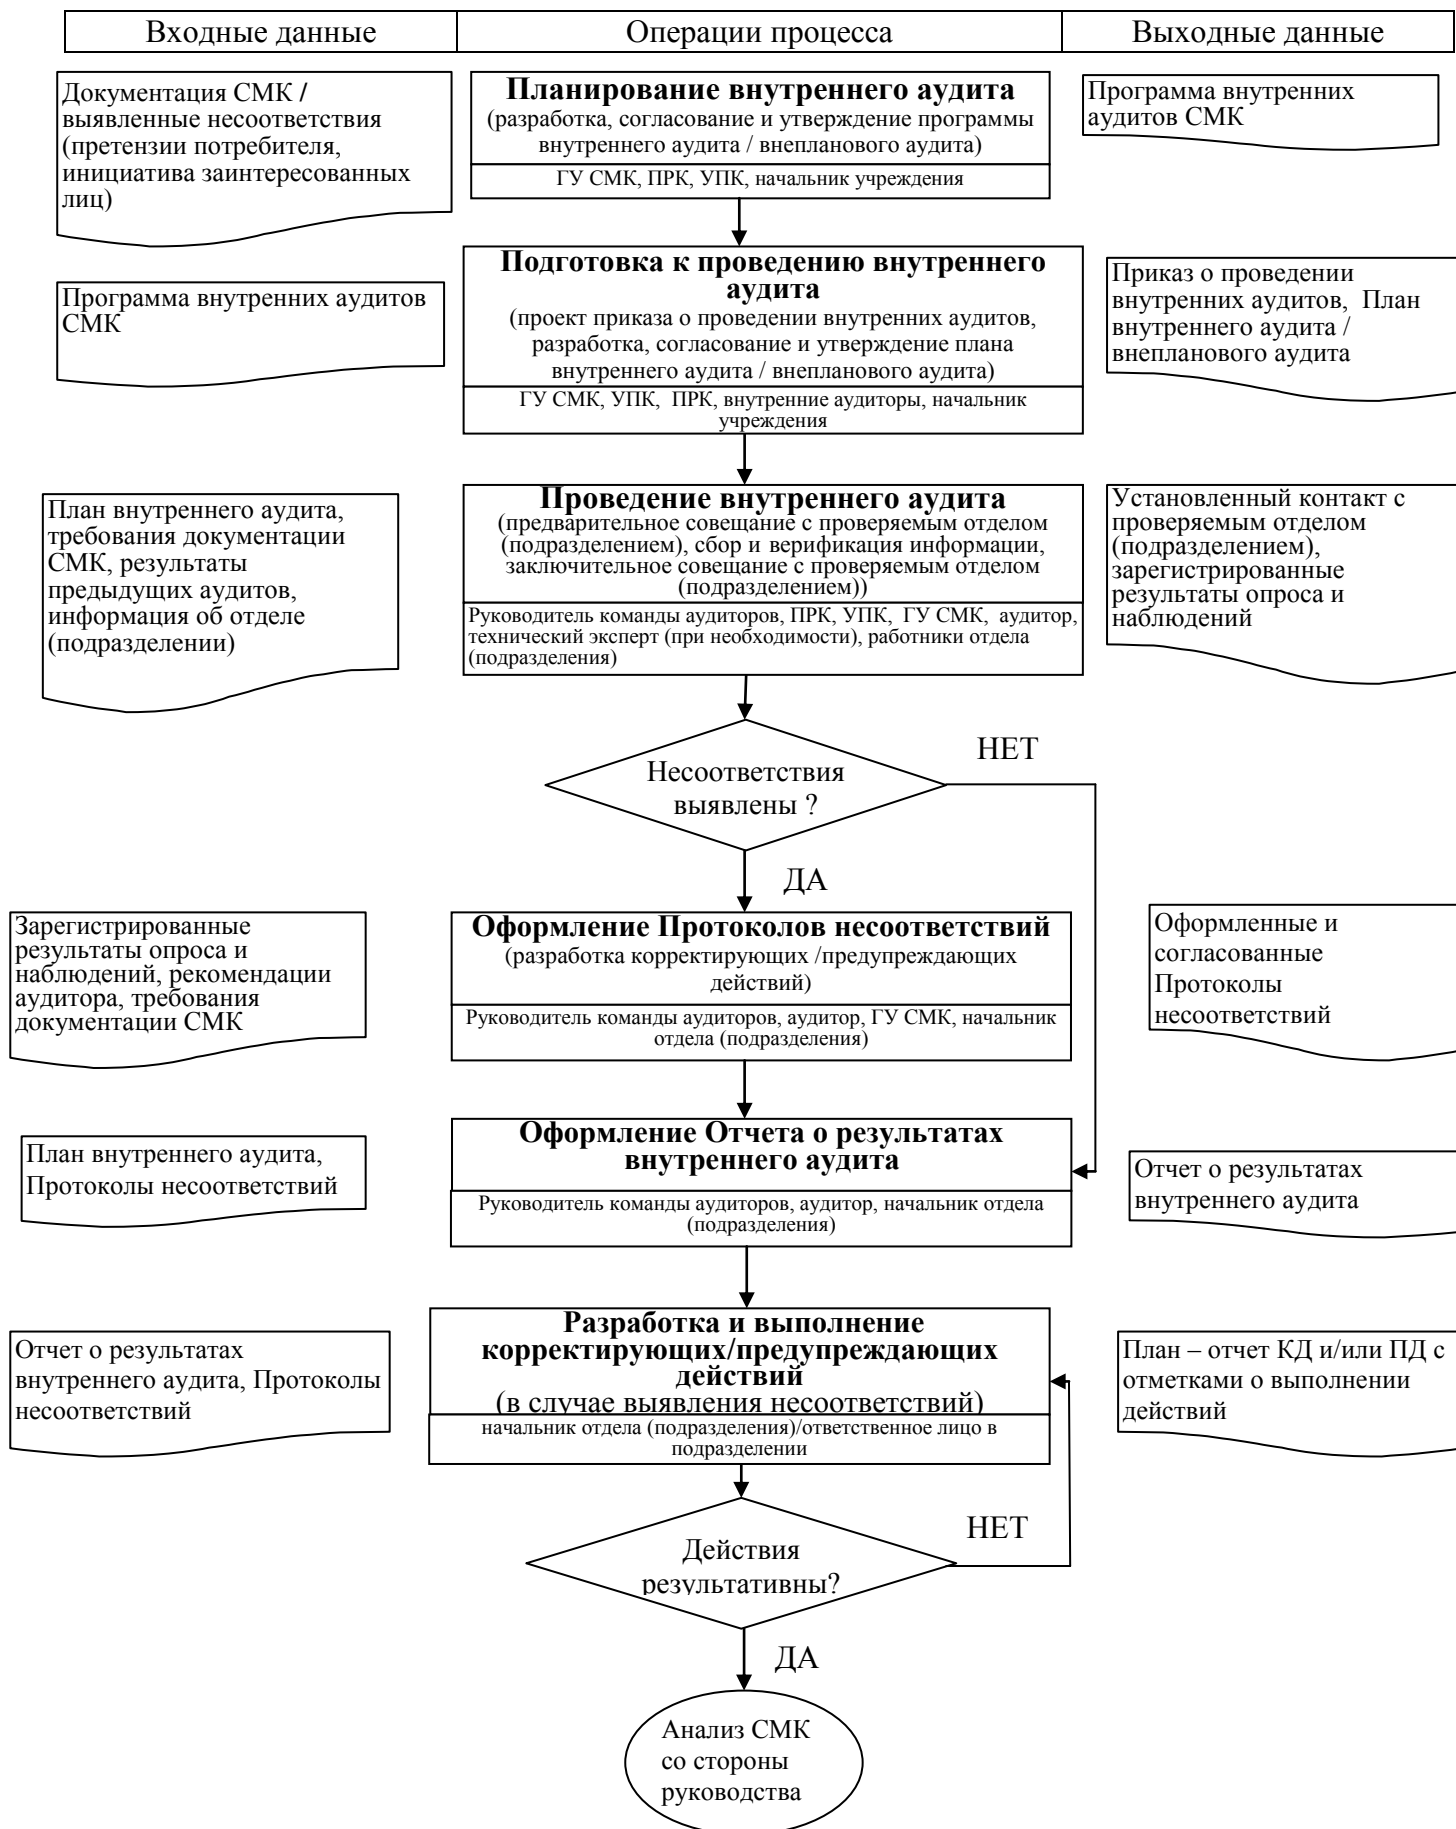 Входные данные
Операции процесса
Выходные данные
Документация СМК /
выявленные несоответствия
(претензии потребителя,
инициатива заинтересованных
лиц)
Планирование внутреннего аудита
(разработка, согласование и утверждение программы
внутреннего аудита / внепланового аудита)
ГУ СМК, ПРК, УПК, начальник учреждения
Программа внутренних
аудитов СМК
Программа внутренних аудитов
СМК
Подготовка к проведению внутреннего
аудита
(проект приказа о проведении внутренних аудитов,
разработка, согласование и утверждение плана
внутреннего аудита / внепланового аудита)
ГУ СМК, УПК, ПРК, внутренние аудиторы, начальник
учреждения
Приказ о проведении
внутренних аудитов, План
внутреннего аудита /
внепланового аудита
План внутреннего аудита,
требования документации
СМК, результаты
предыдущих аудитов,
информация об отделе
(подразделении)
Проведение внутреннего аудита
(предварительное совещание с проверяемым отделом
(подразделением), сбор и верификация информации,
заключительное совещание с проверяемым отделом
(подразделением))
Руководитель команды аудиторов, ПРК, УПК, ГУ СМК, аудитор,
технический эксперт (при необходимости), работники отдела
(подразделения)
Установленный контакт с
проверяемым отделом
(подразделением),
зарегистрированные
результаты опроса и
наблюдений
Несоответствия
выявлены ?
НЕТ
ДА
Зарегистрированные
результаты опроса и
наблюдений, рекомендации
аудитора, требования
документации СМК
Оформление Протоколов несоответствий
(разработка корректирующих /предупреждающих
действий)
Руководитель команды аудиторов, аудитор, ГУ СМК, начальник
отдела (подразделения)
Оформленные и
согласованные
Протоколы
несоответствий
План внутреннего аудита,
Протоколы несоответствий
Оформление Отчета о результатах
внутреннего аудита
Руководитель команды аудиторов, аудитор, начальник отдела
(подразделения)
Отчет о результатах
внутреннего аудита
Отчет о результатах
внутреннего аудита, Протоколы
несоответствий
Разработка и выполнение
корректирующих/предупреждающих
действий
(в случае выявления несоответствий)
начальник отдела (подразделения)/ответственное лицо в
подразделении
План – отчет КД и/или ПД с
отметками о выполнении
действий
Действия
результативны?
НЕТ
ДА
Анализ СМК
со стороны
руководства